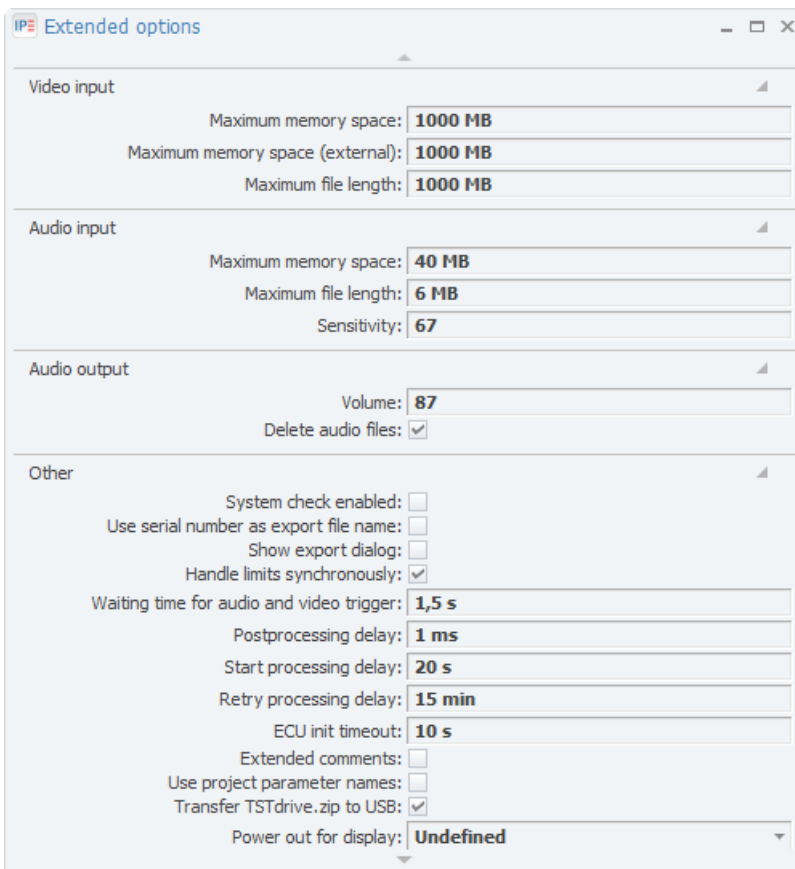 IPE Extended options
Video input
Maximum memory space: 1000 MB
Maximum memory space (external): 1000 MB
Maximum file length: 1000 MB
Audio input
Maximum memory space: 40 MB
Maximum file length: 6 MB
Sensitivity: 67
Audio output
Volume: 87
Delete audio files:
Other
System check enabled:
Use serial number as export file name:
Show export dialog:
Handle limits synchronously:
Waiting time for audio and video trigger: 1,5 s
Postprocessing delay: 1 ms
Start processing delay: 20 s
Retry processing delay: 15 min
ECU init timeout: 10 s
Extended comments:
Use project parameter names:
Transfer TSTdrive.zip to USB:
Power out for display: Undefined